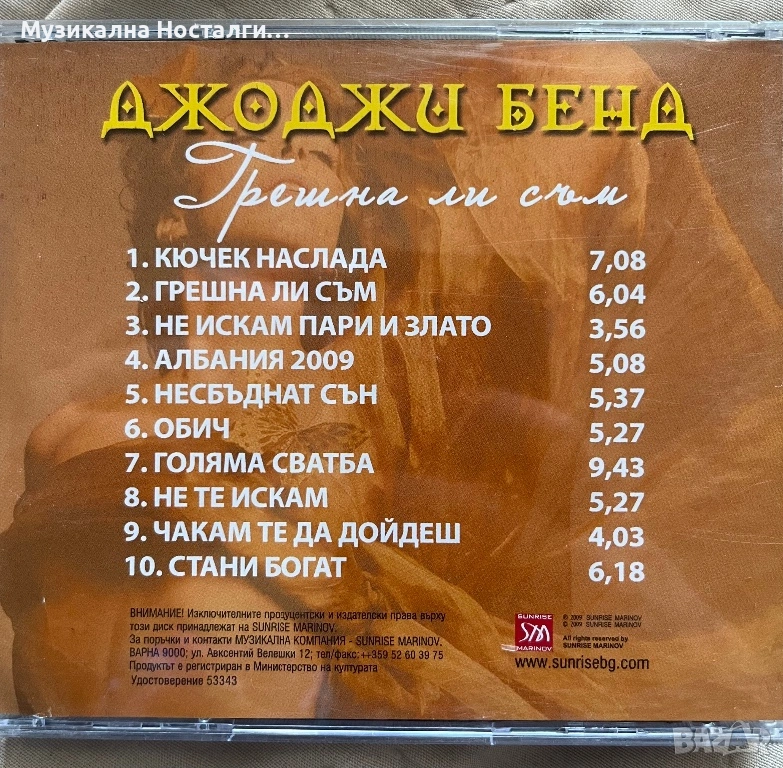 Музикална Носталги...
ДЖОДЖИ БЕНД
Грешна ли съм
1. КЮЧЕК НАСЛАДА 7,08
2. ГРЕШНА ЛИ СЪМ 6,04
3. НЕ ИСКАМ ПАРИ И ЗЛАТО 3,56
4. АЛБАНИЯ 2009 5,08
5. НЕСБЪДНАТ СЪН 5,37
6. ОБИЧ 5,27
7. ГОЛЯМА СВАТБА 9,43
8. НЕ ТЕ ИСКАМ 5,27
9. ЧАКАМ ТЕ ДА ДОЙДЕШ 4,03
10. СТАНИ БОГАТ 6,18
ВНИМАНИЕ! Изключителните продуцентски и издателски права върху
този диск принадлежат на SUNRISE MARINOV.
За поръчки и контакти МУЗИКАЛНА КОМПАНИЯ - SUNRISE MARINOV,
ВАРНА 9000; ул. Авксентий Велешки 12; тел/факс:++359 52 60 39 75
Продуктът е регистриран в Министерство на културата
Удостоверение 53343
SUNRISE
SM
MARINOV
℗ 2009 SUNRISE MARINOV
© 2009 SUNRISE MARINOV
All rights reserved by
SUNRISE MARINOV
www.sunrisebg.com
BAZAR